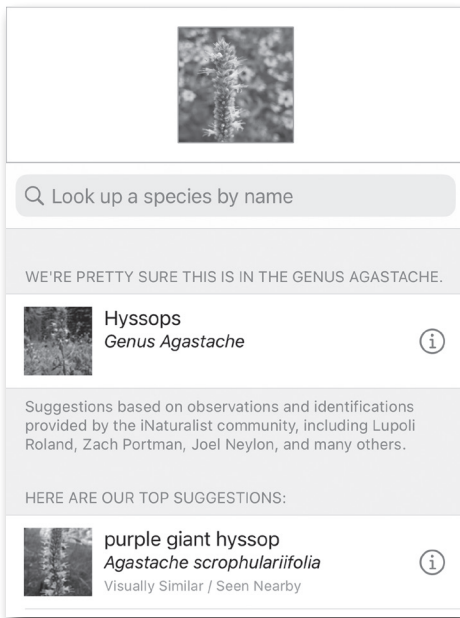 Look up a species by name
WE'RE PRETTY SURE THIS IS IN THE GENUS AGASTACHE.
Hyssops
Genus Agastache
Suggestions based on observations and identifications
provided by the iNaturalist community, including Lupoli
Roland, Zach Portman, Joel Neylon, and many others.
HERE ARE OUR TOP SUGGESTIONS:
purple giant hyssop
Agastache scrophulariifolia
Visually Similar / Seen Nearby